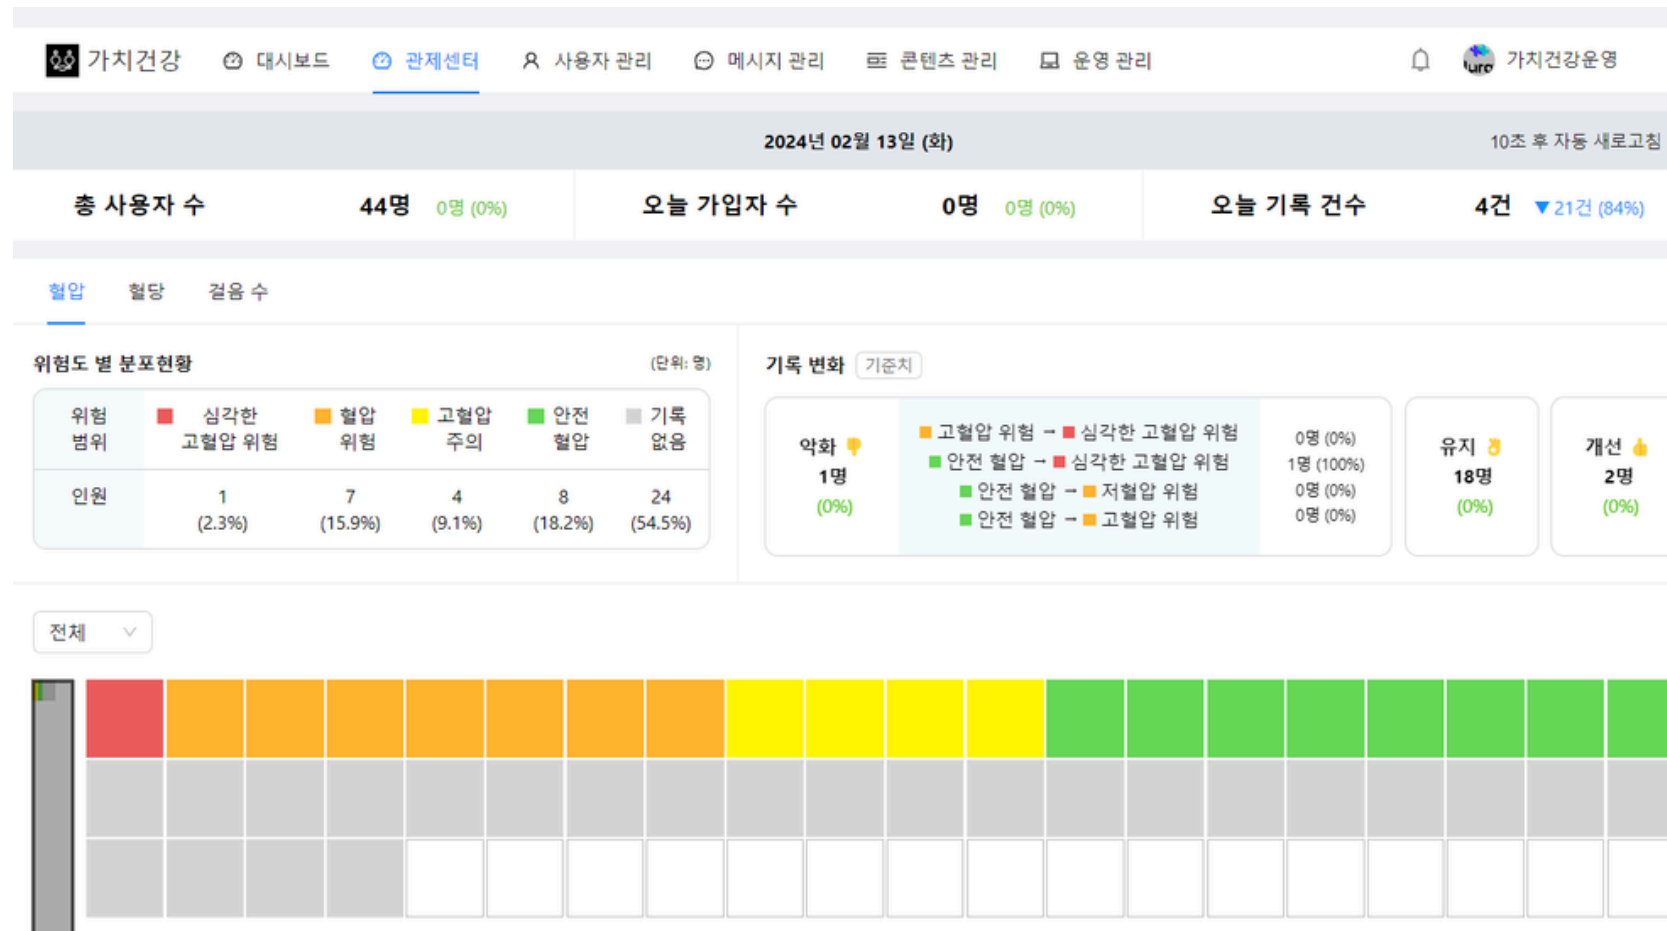 가치건강 대시보드 관제센터 사용자 관리 메시지 관리 콘텐츠 관리 운영 관리 가치건강운영
2024년 02월 13일 (화) 10초 후 자동 새로고침
총 사용자 수 44명 0명 (0%) 오늘 가입자 수 0명 0명 (0%) 오늘 기록 건수 4건 ▼21건 (84%)
혈압 혈당 걸음 수
위험도 별 분포현황 (단위: 명)
위험 범위 심각한 고혈압 위험 혈압 위험 고혈압 주의 안전 혈압 기록 없음
인원 1 7 4 8 24
(2.3%) (15.9%) (9.1%) (18.2%) (54.5%)
기록 변화 기준치
악화
1명
(0%)
고혈압 위험 → 심각한 고혈압 위험 0명 (0%)
안전 혈압 → 심각한 고혈압 위험 1명 (100%)
안전 혈압 → 저혈압 위험 0명 (0%)
안전 혈압 → 고혈압 위험 0명 (0%)
유지
18명
(0%)
개선
2명
(0%)
전체